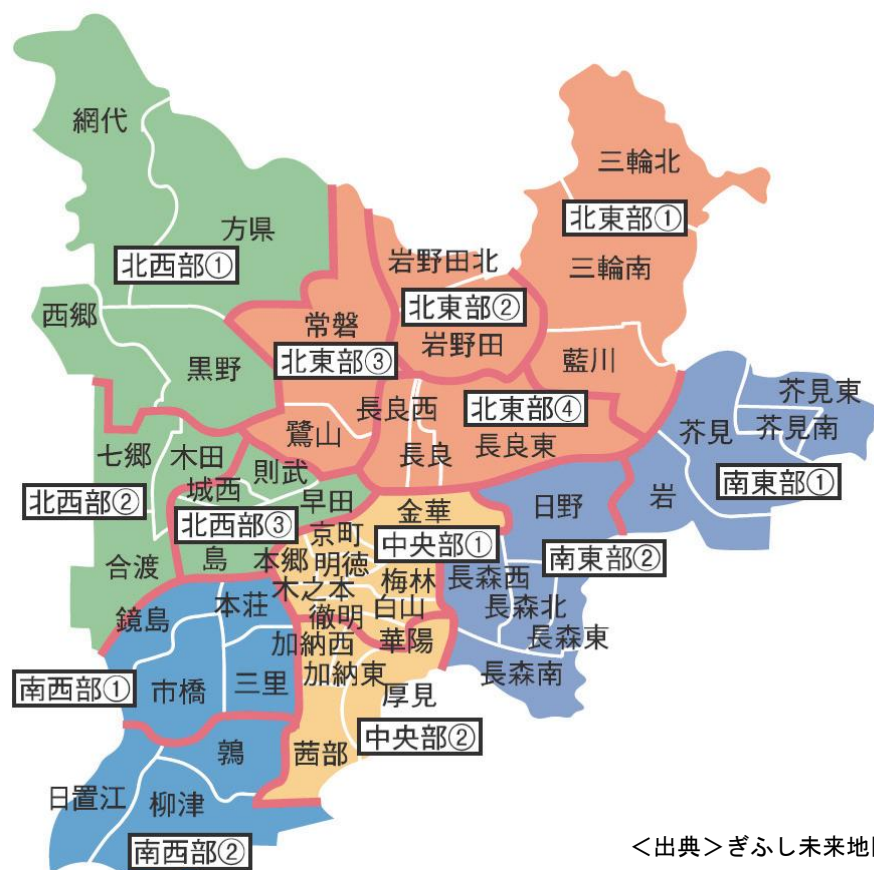 網代
三輪北
北東部①
方県
北西部①
岩野田北
三輪南
西郷
常磐
北東部②
岩野田
北東部③
藍川
黒野
芥見東
長良西
北東部④
芥見
芥見南
鷺山
七郷
木田
長良
長良東
則武
城西
南東部①
北西部②
早田
金華
日野
岩
北西部③
京町
中央部①
島
本郷
明徳
南東部②
合渡
木之本
梅林
長森西
本荘
白山
長森北
鏡島
徹明
加納西
華陽
長森東
加納東
長森南
南西部①
市橋
三里
厚見
中央部②
鶉
茜部
日置江
柳津
南西部②
＜出典＞ぎふし未来地